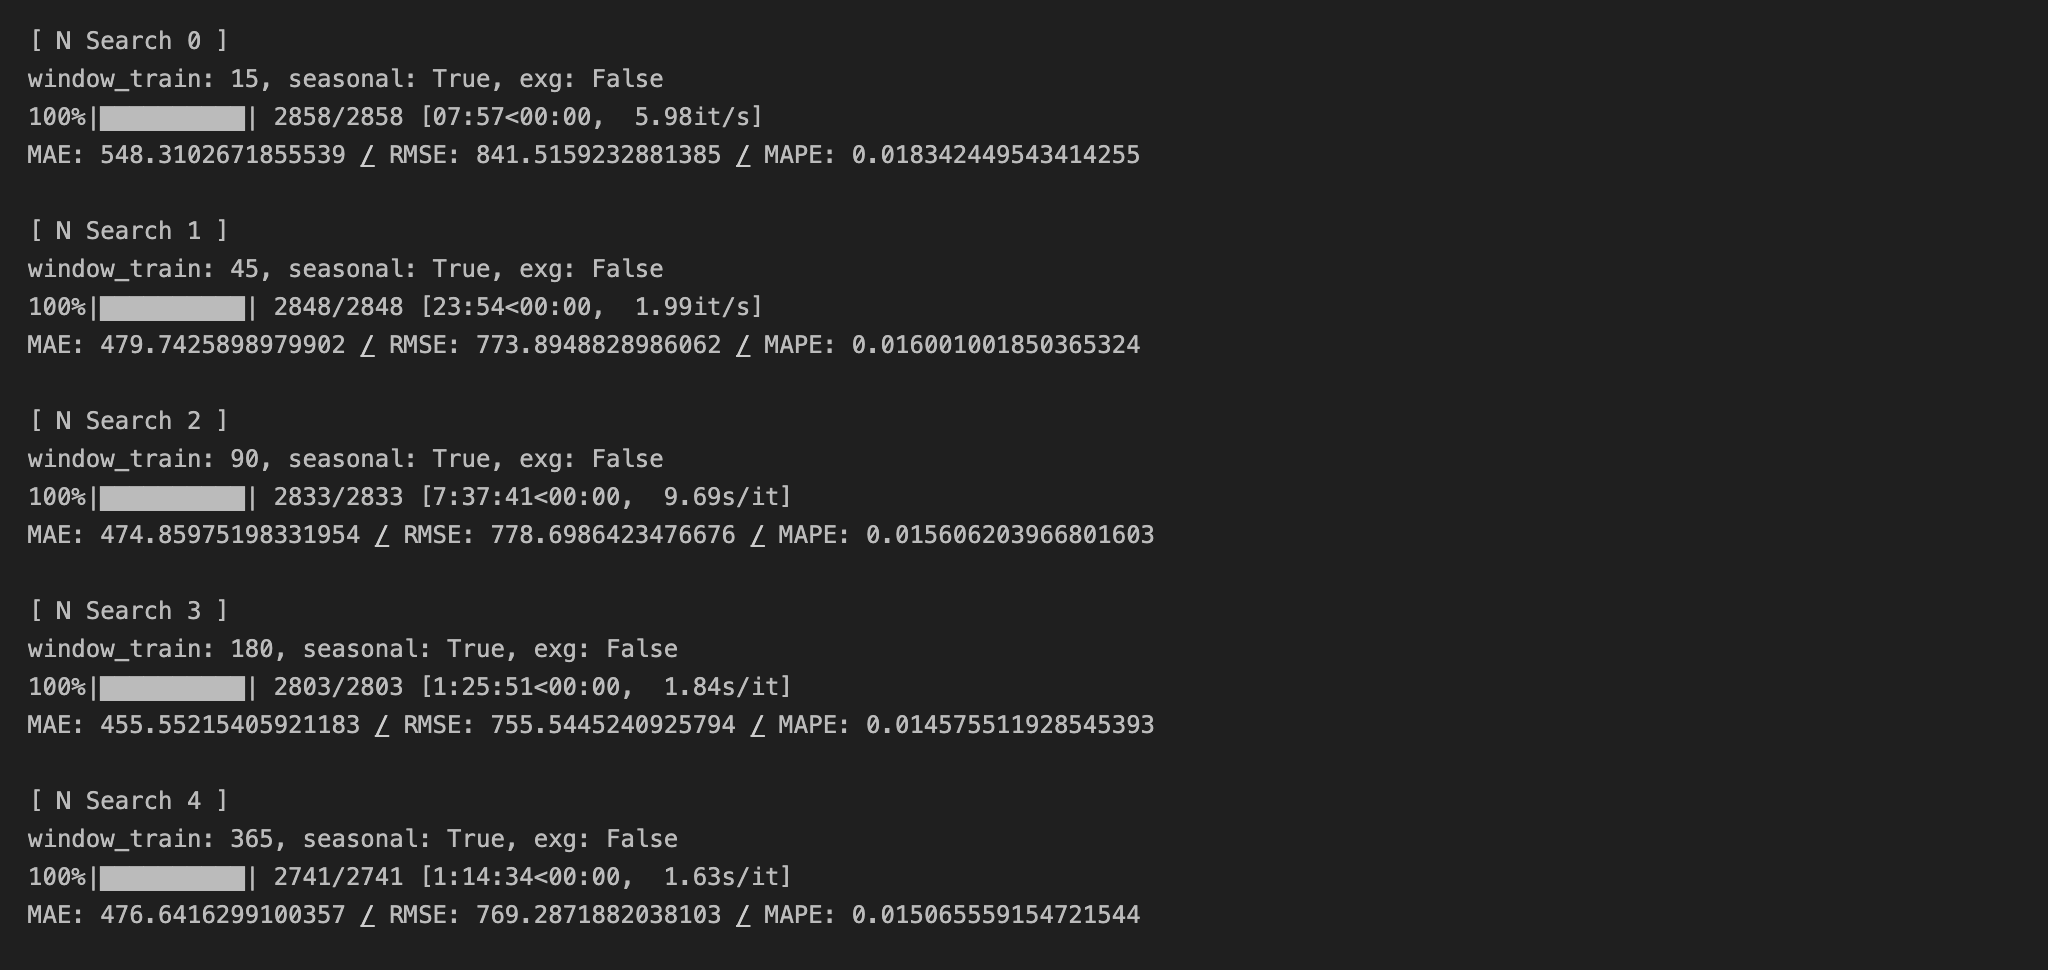 [ N Search 0 ]
window_train: 15, seasonal: True, exg: False
100%|██████████| 2858/2858 [07:57<00:00,  5.98it/s]
MAE: 548.3102671855539 / RMSE: 841.5159232881385 / MAPE: 0.018342449543414255
[ N Search 1 ]
window_train: 45, seasonal: True, exg: False
100%|██████████| 2848/2848 [23:54<00:00,  1.99it/s]
MAE: 479.7425898979902 / RMSE: 773.8948828986062 / MAPE: 0.016001001850365324
[ N Search 2 ]
window_train: 90, seasonal: True, exg: False
100%|██████████| 2833/2833 [7:37:41<00:00,  9.69s/it]
MAE: 474.85975198331954 / RMSE: 778.6986423476676 / MAPE: 0.015606203966801603
[ N Search 3 ]
window_train: 180, seasonal: True, exg: False
100%|██████████| 2803/2803 [1:25:51<00:00,  1.84s/it]
MAE: 455.55215405921183 / RMSE: 755.5445240925794 / MAPE: 0.014575511928545393
[ N Search 4 ]
window_train: 365, seasonal: True, exg: False
100%|██████████| 2741/2741 [1:14:34<00:00,  1.63s/it]
MAE: 476.6416299100357 / RMSE: 769.2871882038103 / MAPE: 0.015065559154721544